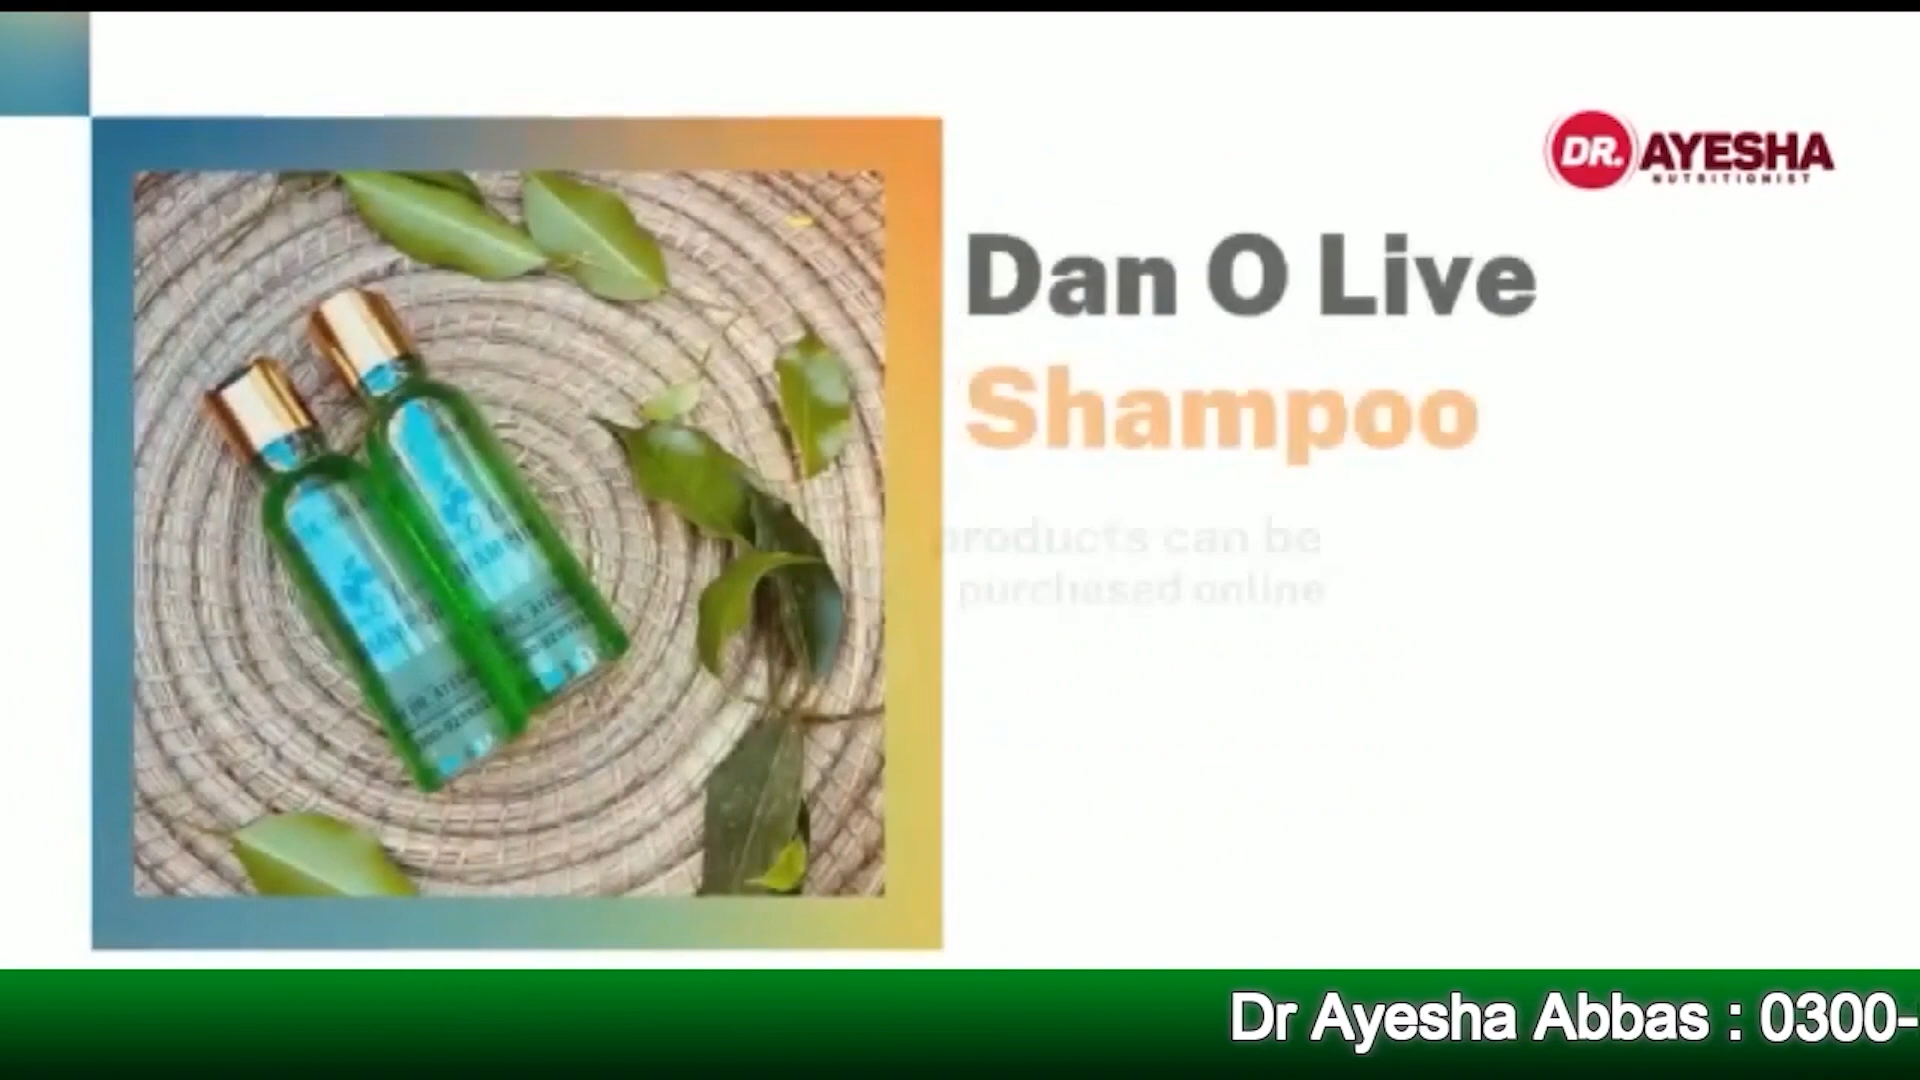 DR. AYESHA
NUTRITIONIST
Dan O Live
Shampoo
products can be
purchased online
Dr Ayesha Abbas : 0300-